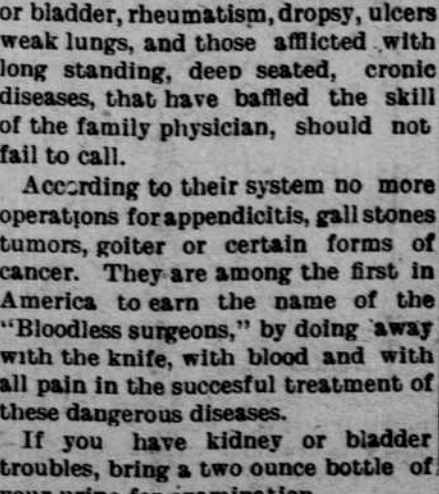 or bladder, rheumatism, dropsy, ulcers
weak lungs, and those afflicted with
long standing, deep seated, cronic
diseases, that have baffled the skill
of the family physician, should not
fail to call.
According to their system no more
operations for appendicitis, gall stones
tumors, goiter or certain forms of
cancer. They are among the first in
America to earn the name of the
"Bloodless surgeons," by doing away
with the knife, with blood and with
all pain in the succesful treatment of
these dangerous diseases.
If you have kidney or bladder
troubles, bring a two ounce bottle of
your urine for examination